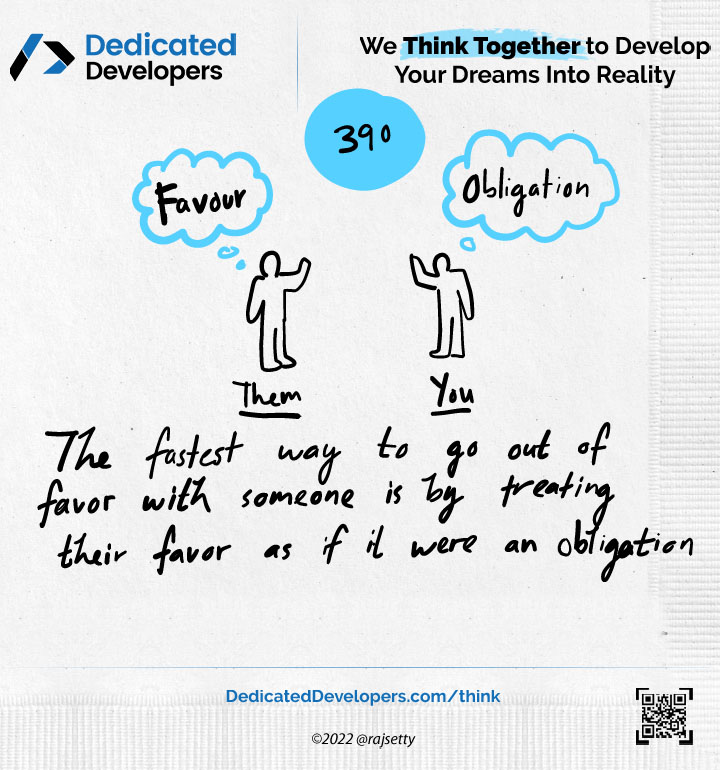 Dedicated
Developers
We Think Together to Develop
Your Dreams Into Reality
390
Favour
Obligation
Them
You
The fastest way to go out of
favor with someone is by treating
their favor as if it were an obligation
DedicatedDevelopers.com/think
©2022 @rajsetty